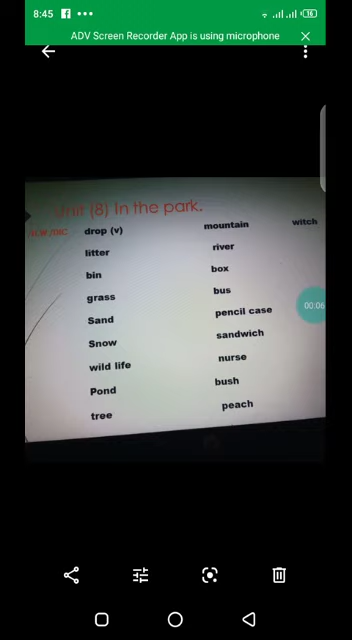 8:45
16
ADV Screen Recorder App is using microphone
Unit (8) In the park.
drop (v) mountain witch
litter river
bin box
grass bus
Sand pencil case
Snow sandwich
wild life nurse
Pond bush
tree peach
00:06